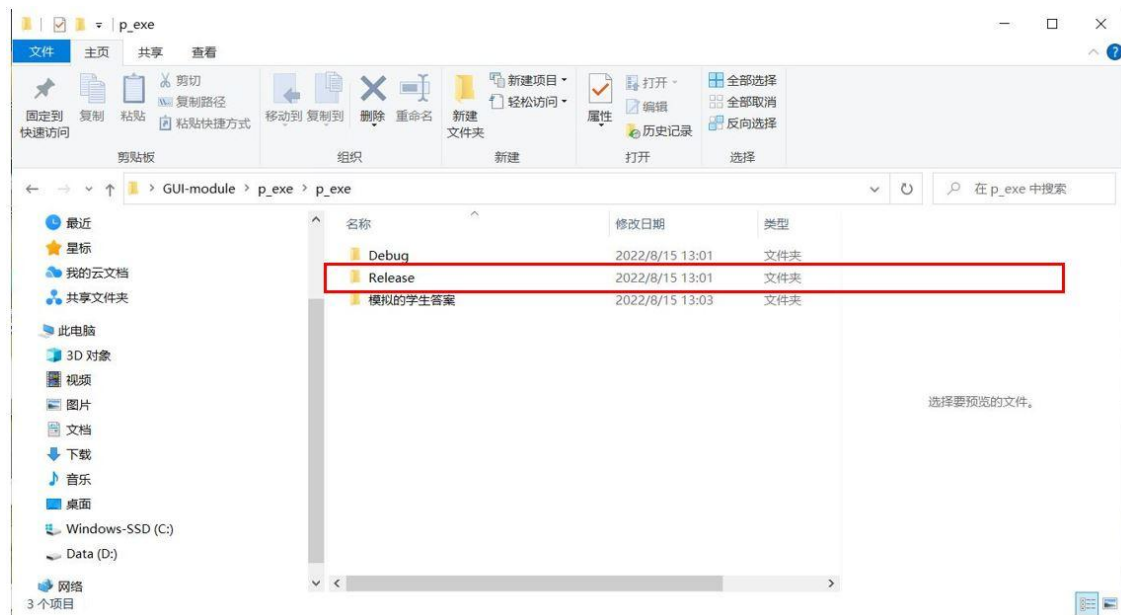 p_exe
文件 主页 共享 查看
固定到快速访问
复制
粘贴
剪切
复制路径
粘贴快捷方式
剪贴板
移动到
复制到
删除
重命名
组织
新建文件夹
新建项目
轻松访问
新建
属性
打开
编辑
历史记录
打开
全部选择
全部取消
反向选择
选择
GUI-module > p_exe > p_exe
在 p_exe 中搜索
名称 修改日期 类型
Debug 2022/8/15 13:01 文件夹
Release 2022/8/15 13:01 文件夹
模拟的学生答案 2022/8/15 13:03 文件夹
最近
星标
我的云文档
共享文件夹
此电脑
3D 对象
视频
图片
文档
下载
音乐
桌面
Windows-SSD (C:)
Data (D:)
网络
选择要预览的文件。
3 个项目